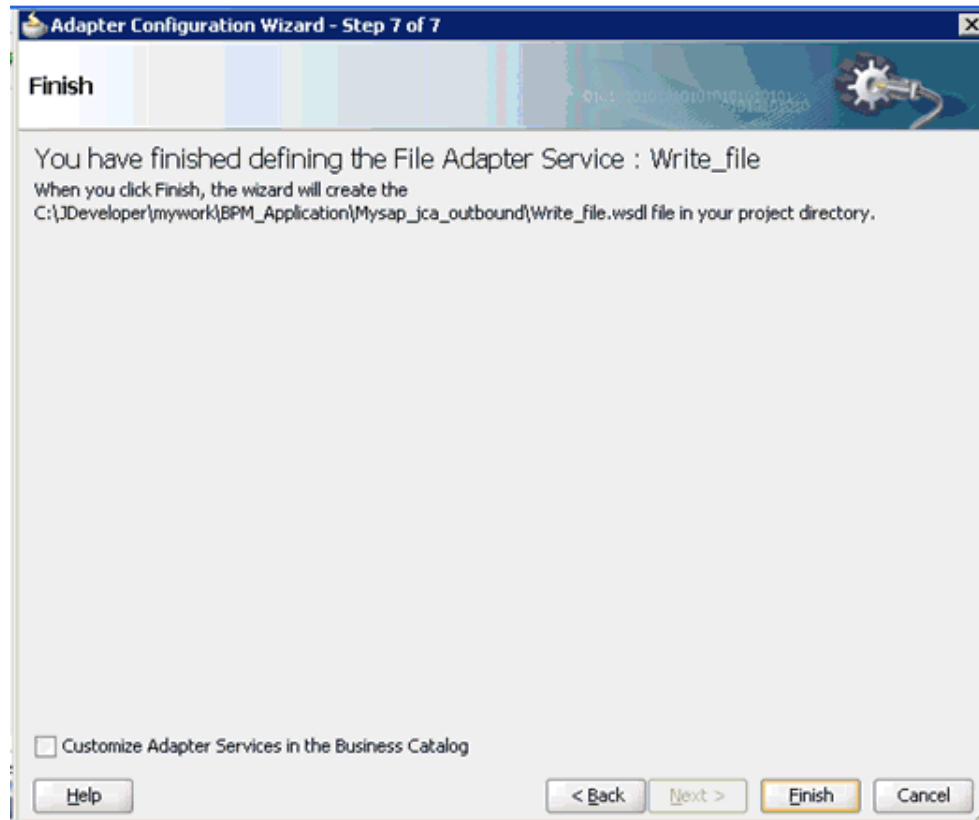 Adapter Configuration Wizard - Step 7 of 7
Finish
You have finished defining the File Adapter Service : Write_file
When you click Finish, the wizard will create the
C:\JDeveloper\mywork\BPM_Application\Mysap_jca_outbound\Write_file.wsdl file in your project directory.
Customize Adapter Services in the Business Catalog
Help
< Back
Next >
Finish
Cancel